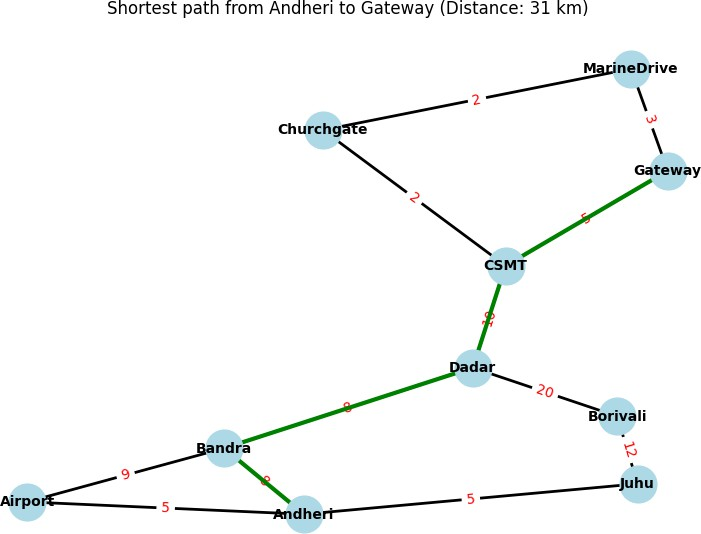 Shortest path from Andheri to Gateway (Distance: 31 km)
MarineDrive
2
Churchgate
3
Gateway
2
5
CSMT
10
Dadar
20
8
Borivali
Bandra
12
9
8
Juhu
Airport
5
5
Andheri